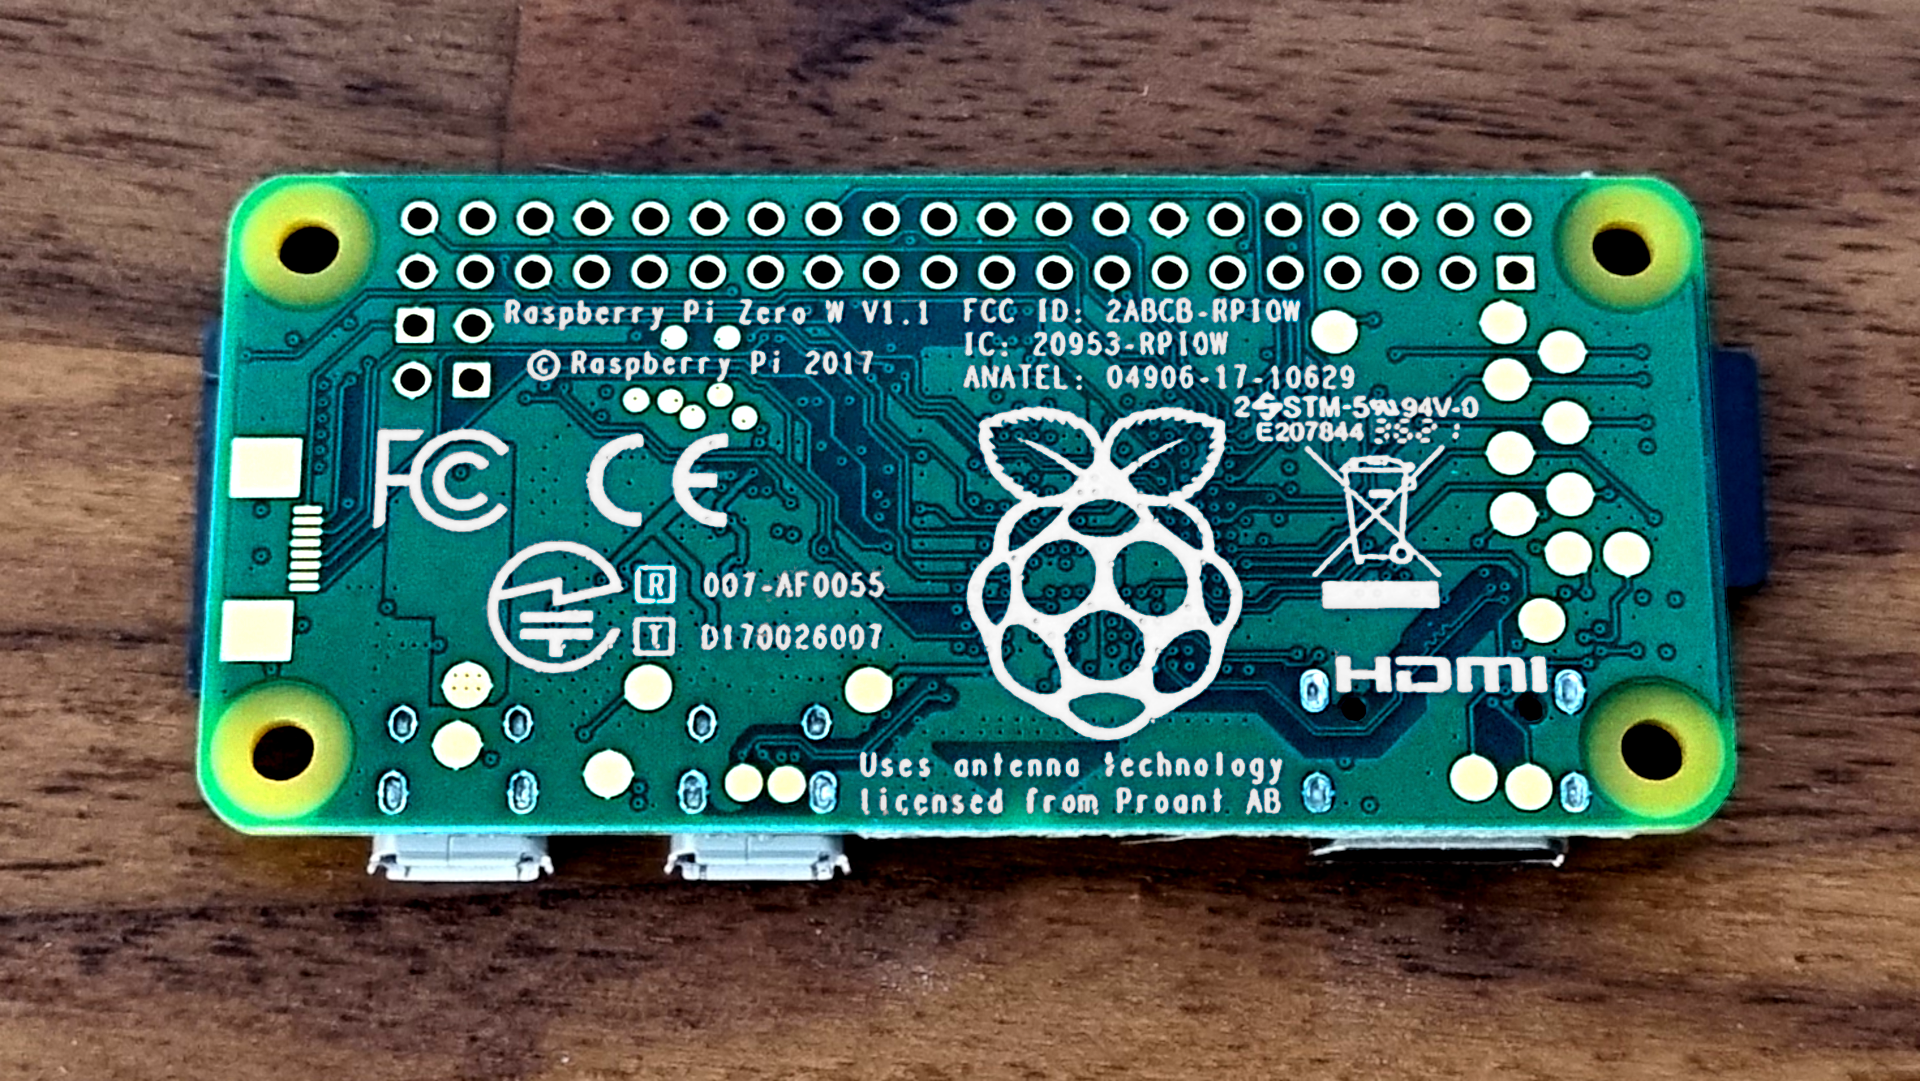 Raspberry Pi Zero W V1.1
© Raspberry Pi 2017
FCC ID: 2ABCB-RPI0W
IC: 20953-RPI0W
ANATEL: 04906-17-10629
2 STM-5 94V-0
E207844
FC
CE
R 007-AF0055
T D170026007
HDMI
Uses antenna technology
licensed from Proant AB